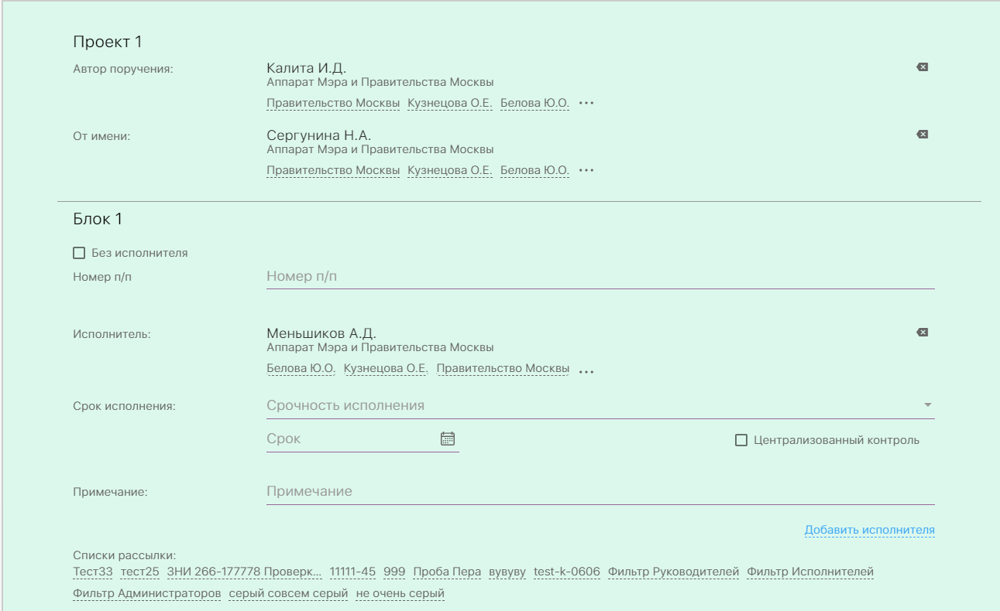 Проект 1
Автор поручения:
Калита И.Д.
Аппарат Мэра и Правительства Москвы
Правительство Москвы Кузнецова О.Е. Белова Ю.О. ...
От имени:
Сергунина Н.А.
Аппарат Мэра и Правительства Москвы
Правительство Москвы Кузнецова О.Е. Белова Ю.О. ...
Блок 1
Без исполнителя
Номер п/п Номер п/п
Исполнитель:
Меньшиков А.Д.
Аппарат Мэра и Правительства Москвы
Белова Ю.О. Кузнецова О.Е. Правительство Москвы ...
Срок исполнения: Срочность исполнения
Срок Централизованный контроль
Примечание: Примечание
Добавить исполнителя
Списки рассылки:
Тест33 тест25 ЗНИ 266-177778 Проверк... 11111-45 999 Проба Пера вувуву test-k-0606 Фильтр Руководителей Фильтр Исполнителей
Фильтр Администраторов серый совсем серый не очень серый